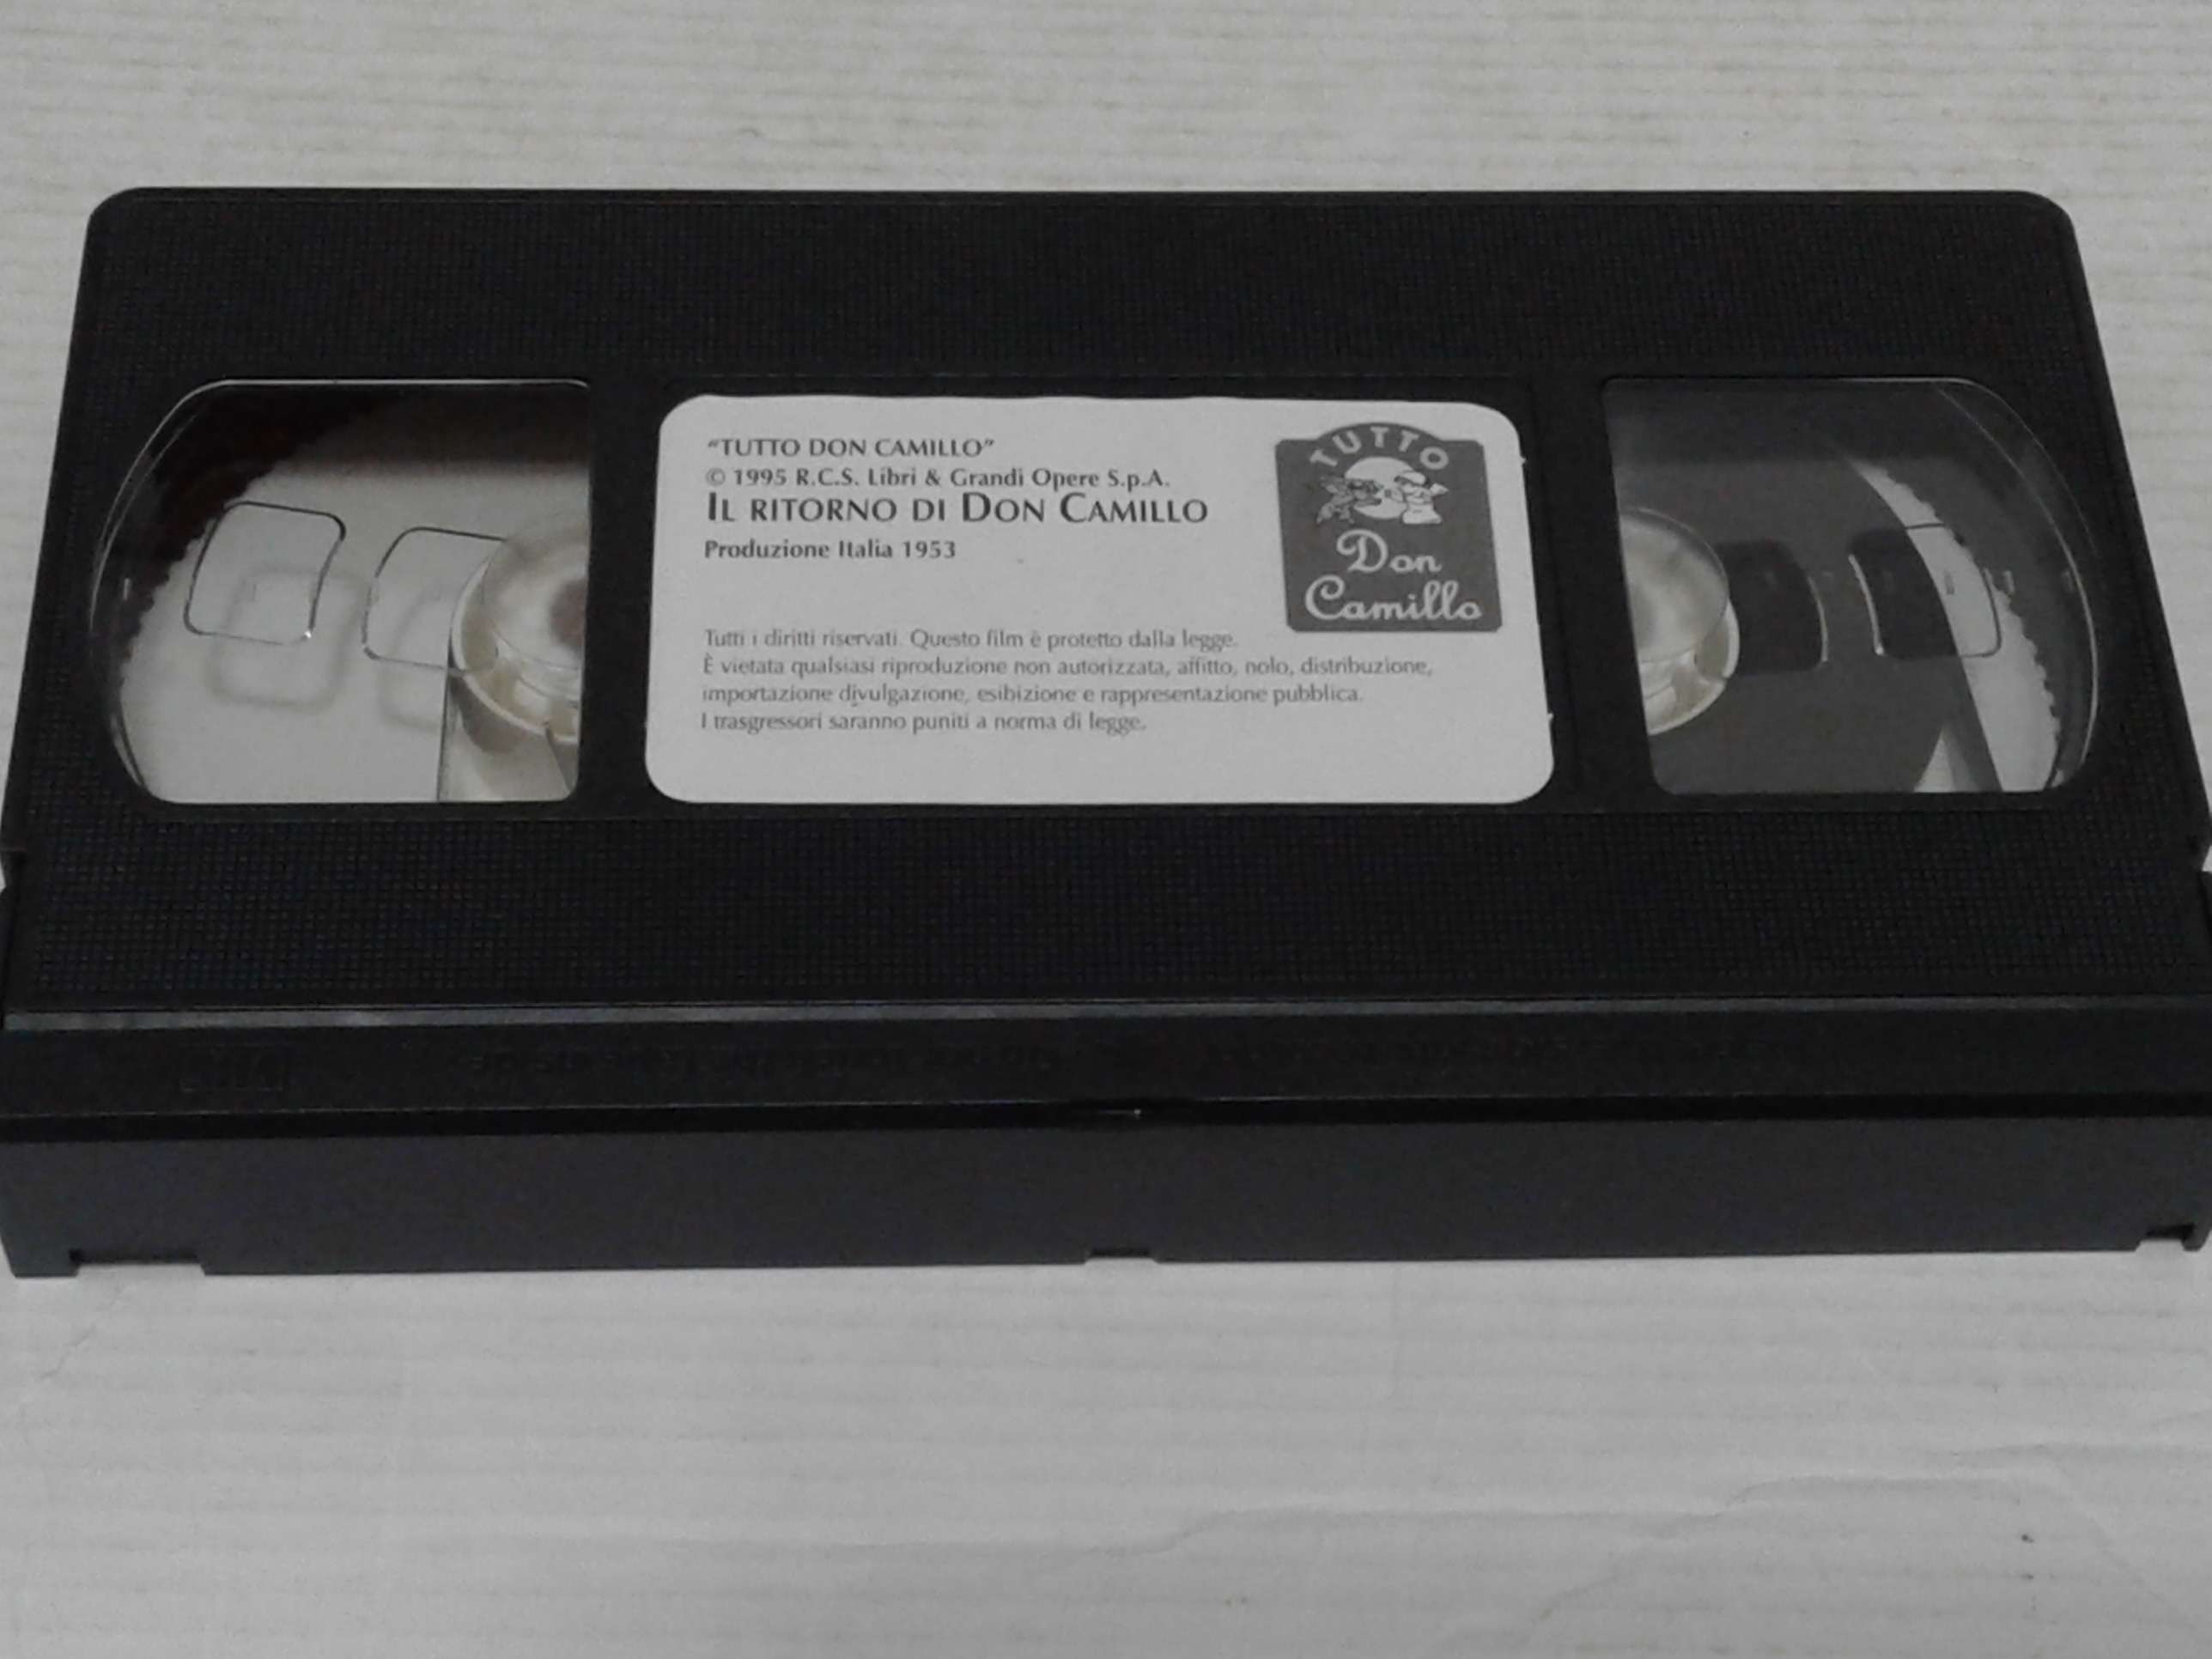 "TUTTO DON CAMILLO"
© 1995 R.C.S. Libri & Grandi Opere S.p.A.
IL RITORNO DI DON CAMILLO
Produzione Italia 1953
Tutti i diritti riservati. Questo film è protetto dalla legge.
È vietata qualsiasi riproduzione non autorizzata, affitto, nolo, distribuzione,
importazione divulgazione, esibizione e rappresentazione pubblica.
I trasgressori saranno puniti a norma di legge.
TUTTO
Don
Camillo